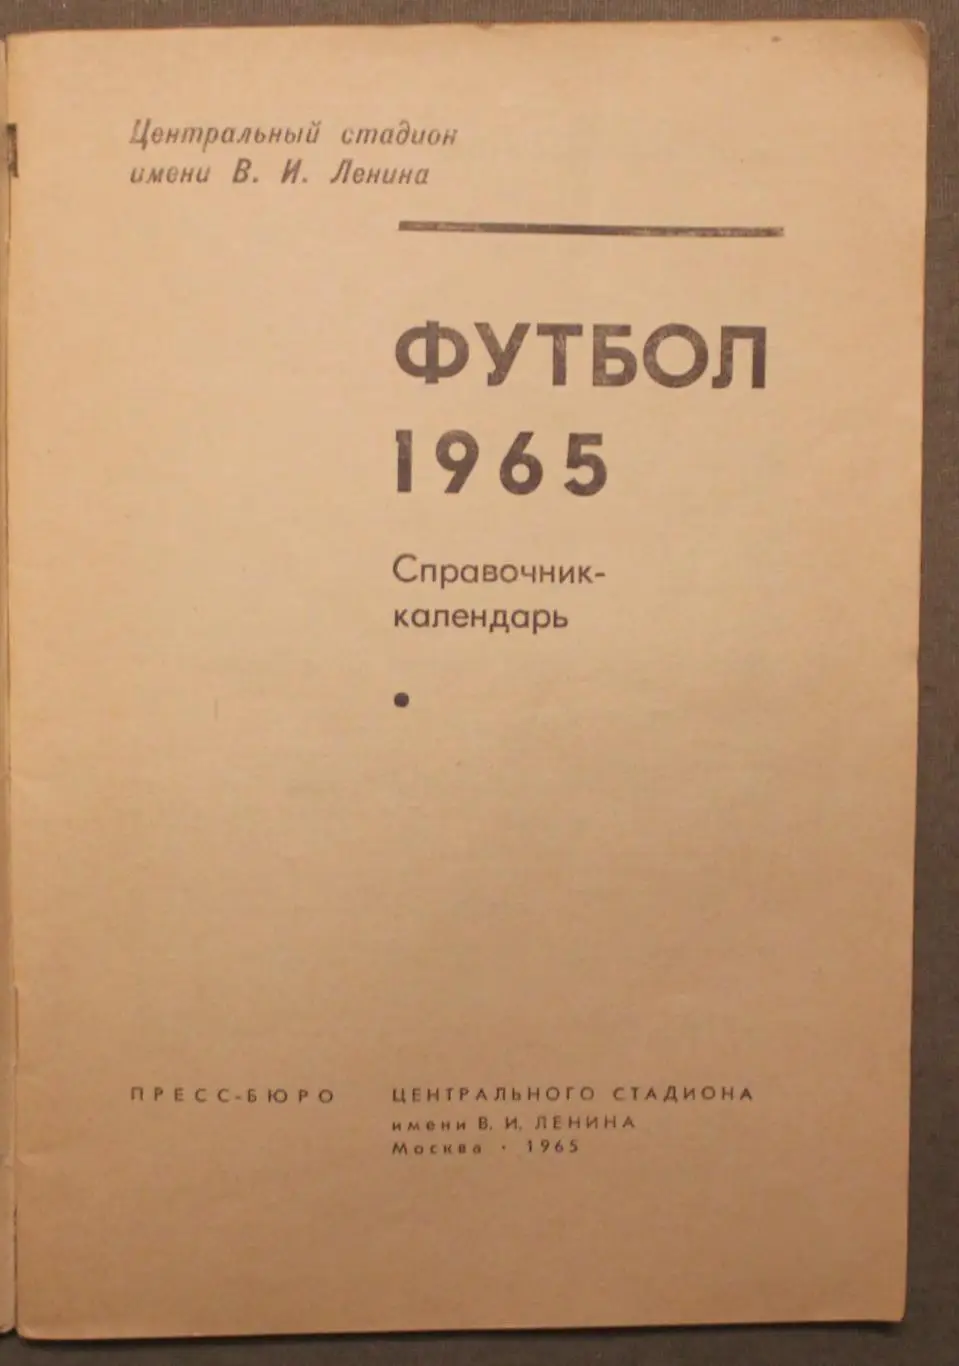 Центральный стадион
имени В. И. Ленина
ФУТБОЛ
1965
Справочник-
календарь
ПРЕСС-БЮРО ЦЕНТРАЛЬНОГО СТАДИОНА
имени В. И. ЛЕНИНА
Москва • 1965